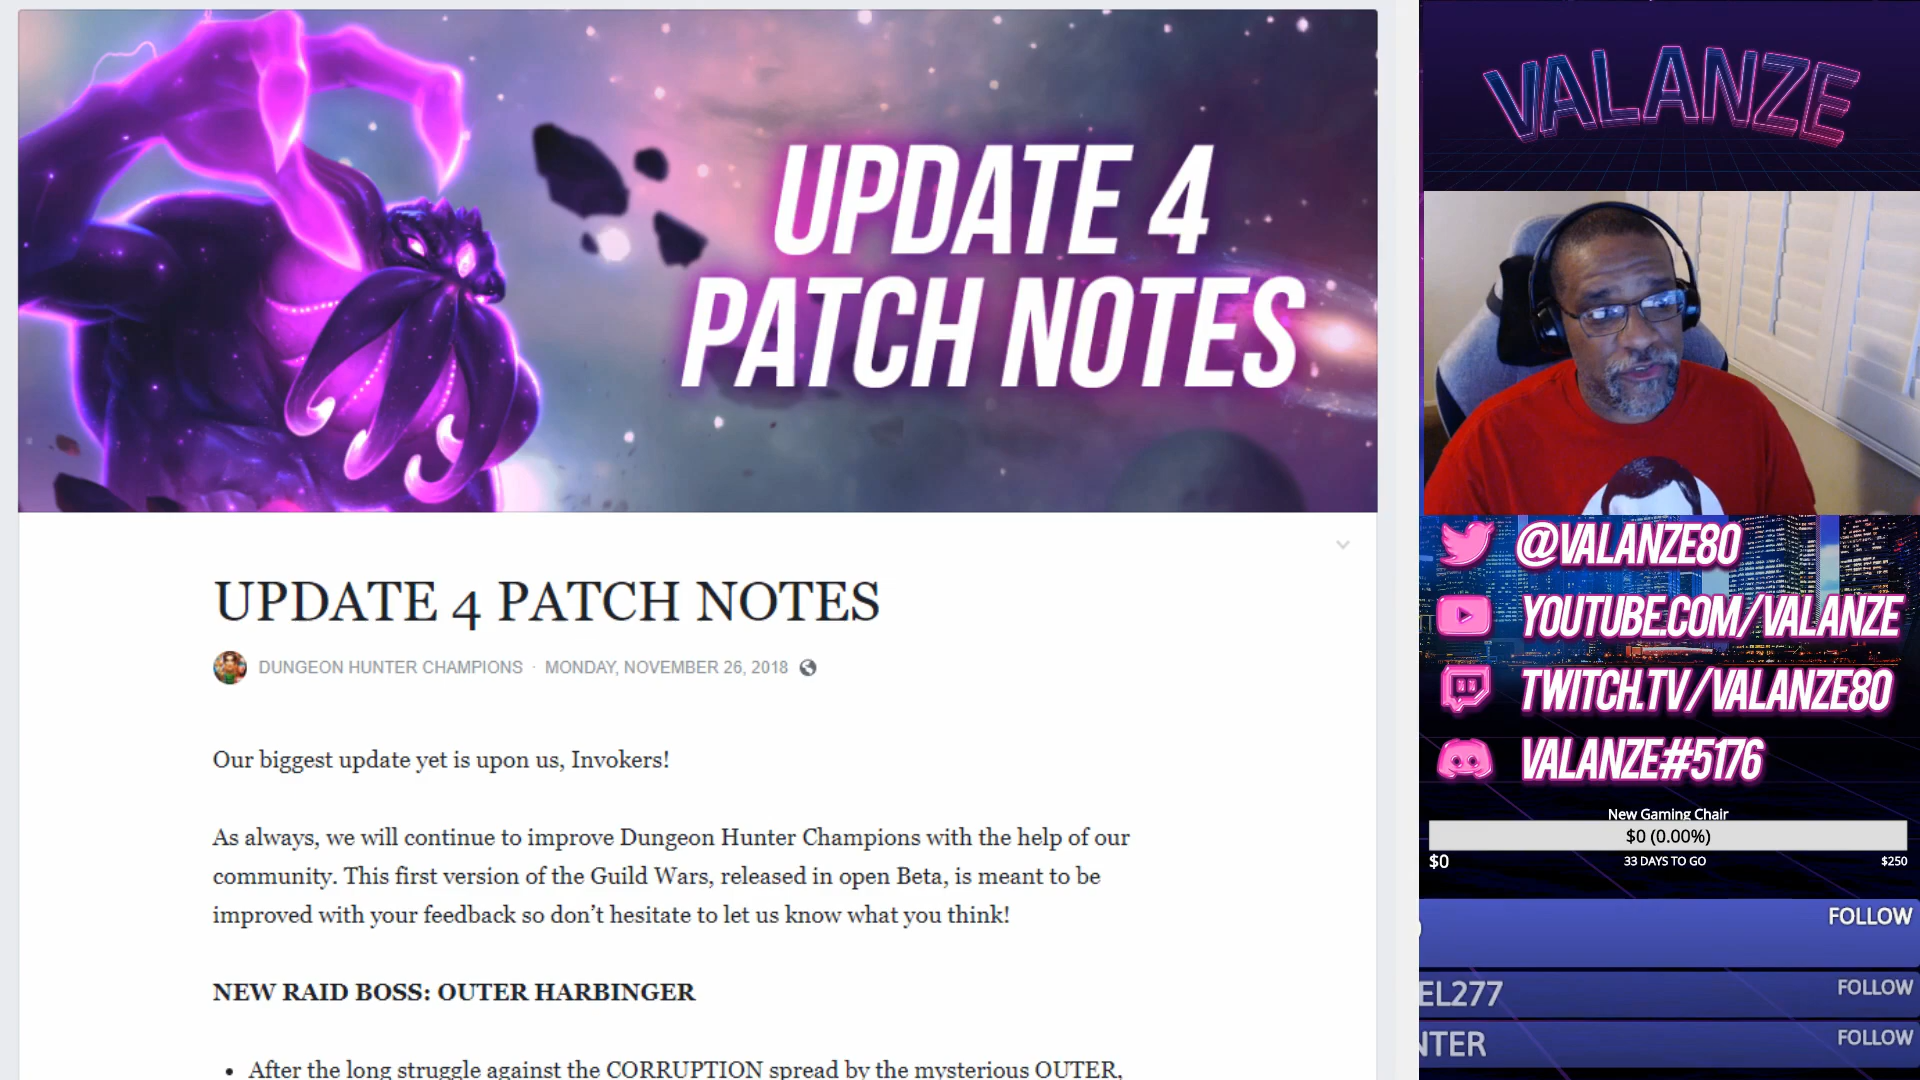 UPDATE 4
PATCH NOTES
UPDATE 4 PATCH NOTES
DUNGEON HUNTER CHAMPIONS · MONDAY, NOVEMBER 26, 2018
Our biggest update yet is upon us, Invokers!
As always, we will continue to improve Dungeon Hunter Champions with the help of our
community. This first version of the Guild Wars, released in open Beta, is meant to be
improved with your feedback so don’t hesitate to let us know what you think!
NEW RAID BOSS: OUTER HARBINGER
• After the long struggle against the CORRUPTION spread by the mysterious OUTER,
VALANZE
@VALANZE80
YOUTUBE.COM/VALANZE
TWITCH.TV/VALANZE80
VALANZE#5176
New Gaming Chair
$0 (0.00%)
$0 33 DAYS TO GO $250
FOLLOW
EL277 FOLLOW
NTER FOLLOW